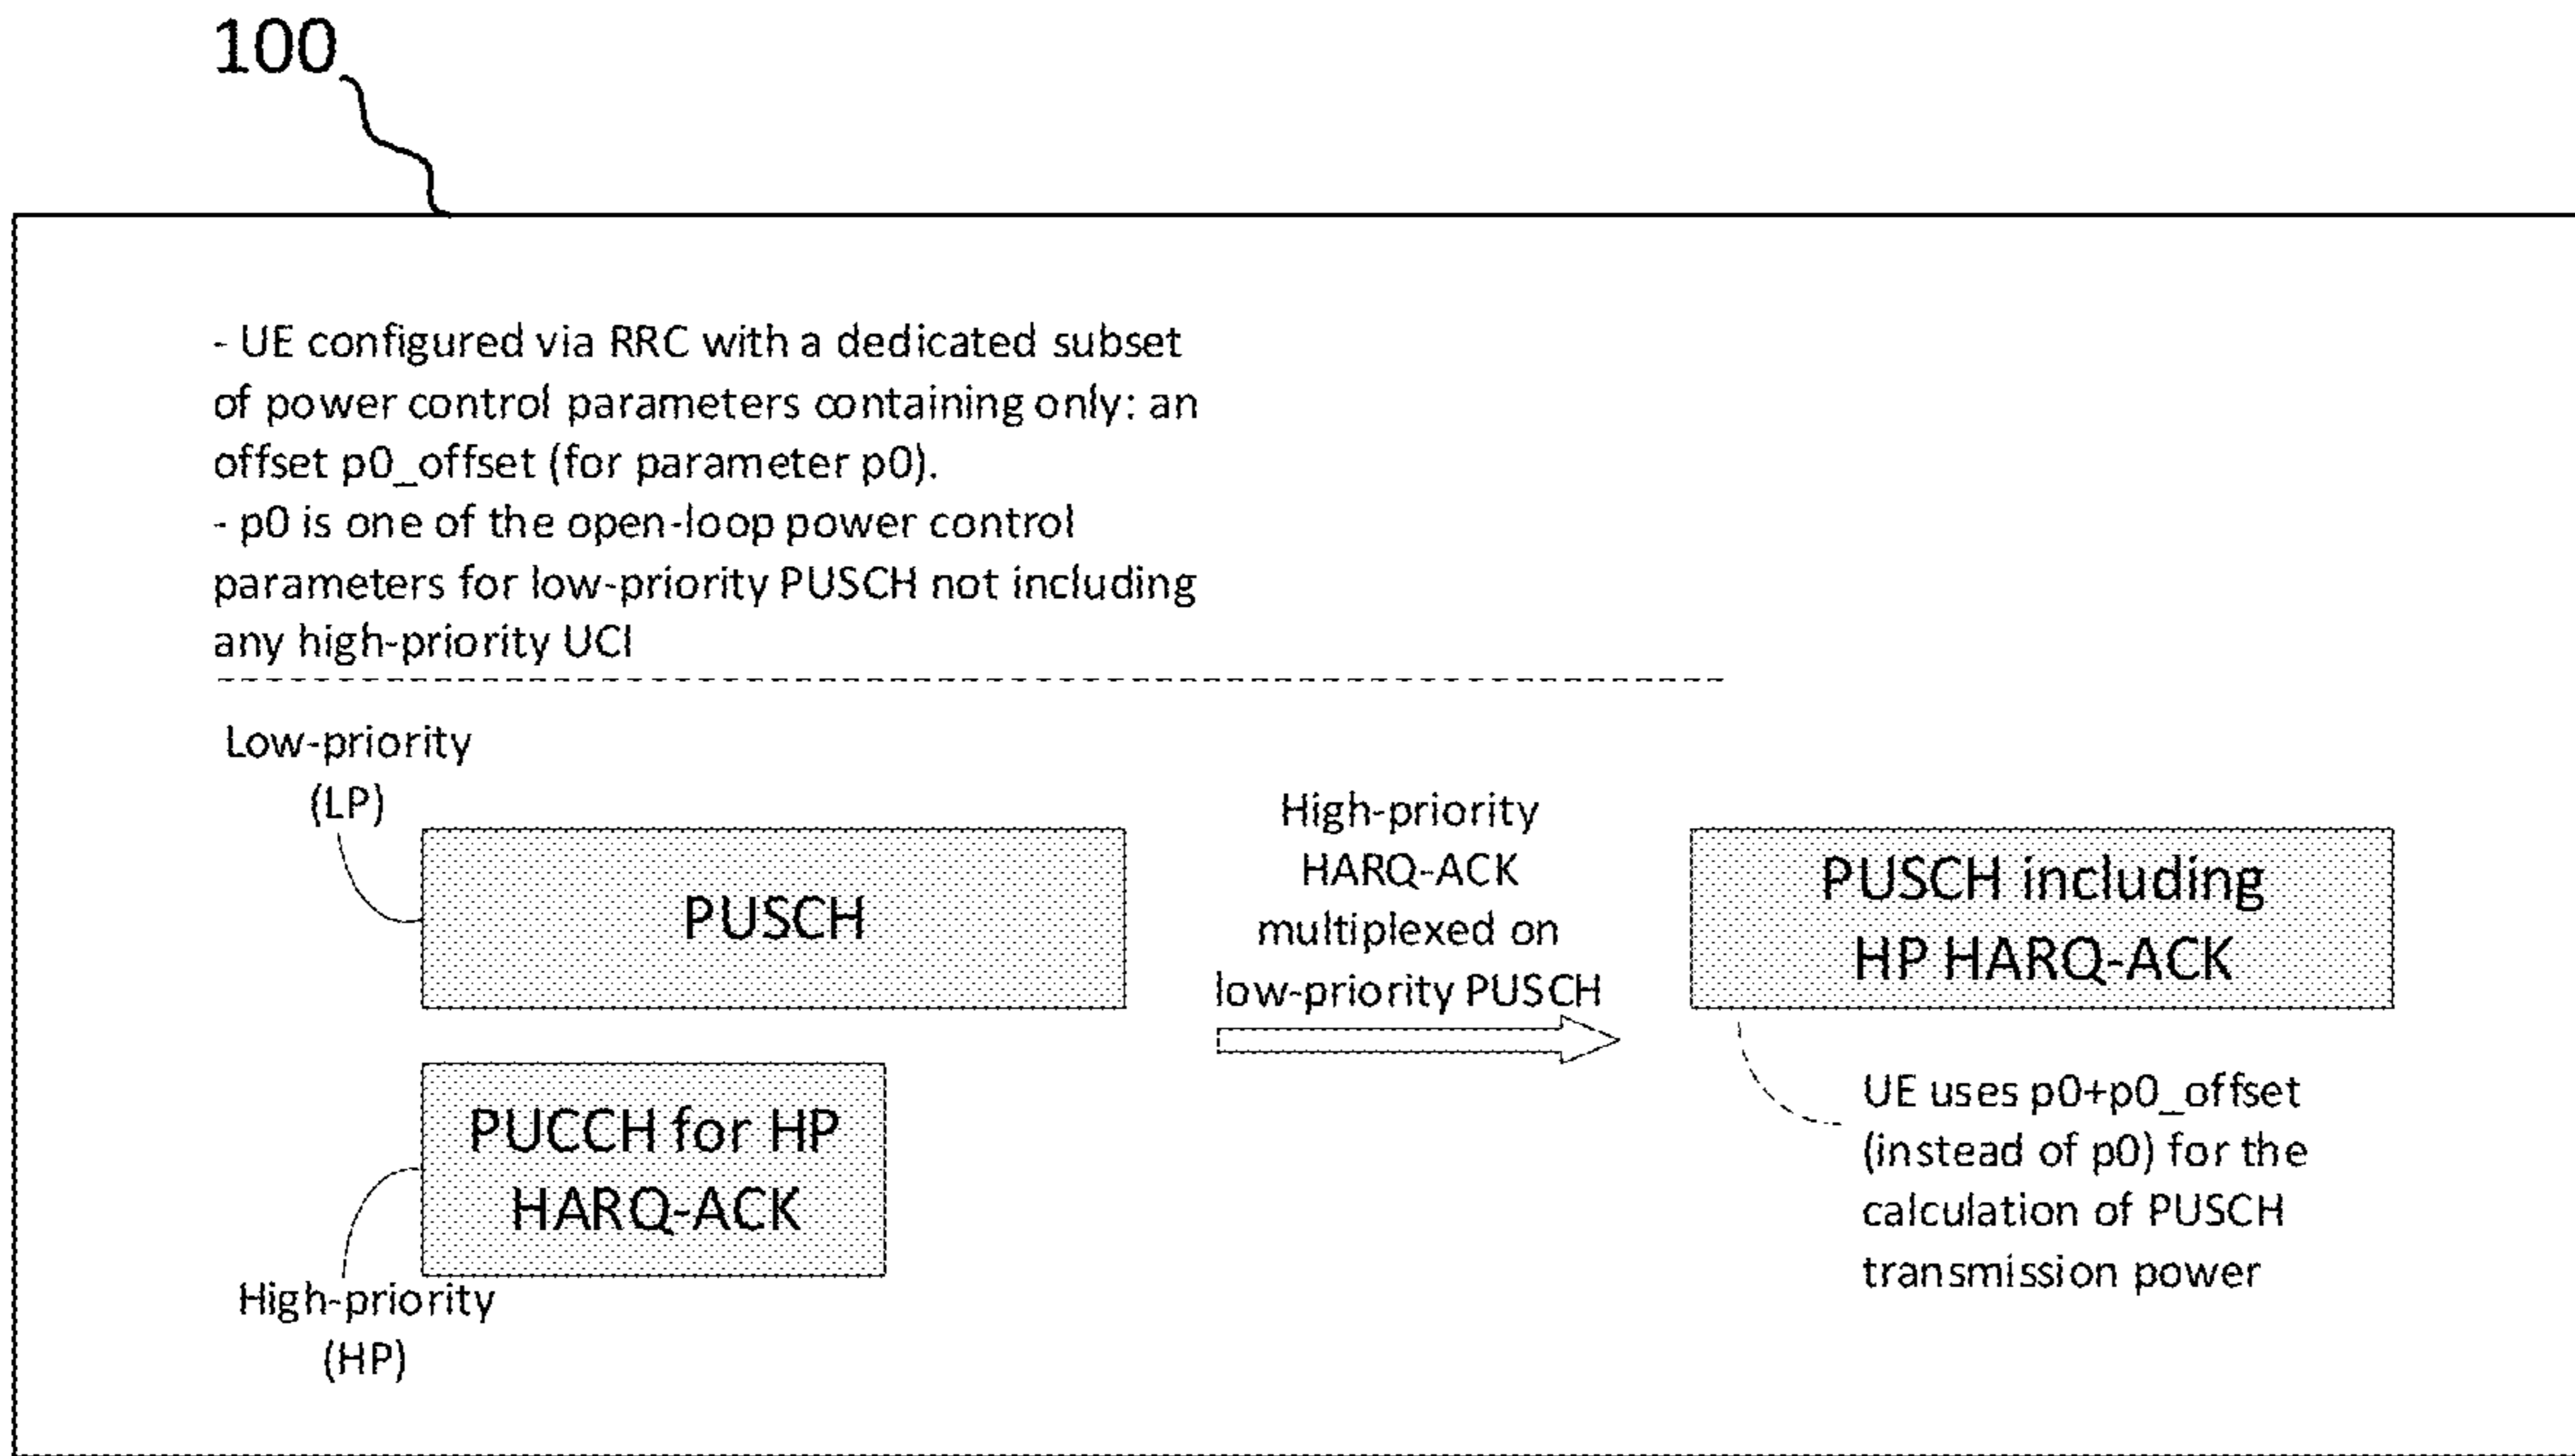 100
- UE configured via RRC with a dedicated subset
of power control parameters containing only: an
offset p0_offset (for parameter p0).
- p0 is one of the open-loop power control
parameters for low-priority PUSCH not including
any high-priority UCI
Low-priority
(LP)
PUSCH
PUCCH for HP
HARQ-ACK
High-priority
(HP)
High-priority
HARQ-ACK
multiplexed on
low-priority PUSCH
PUSCH including
HP HARQ-ACK
UE uses p0+p0_offset
(instead of p0) for the
calculation of PUSCH
transmission power